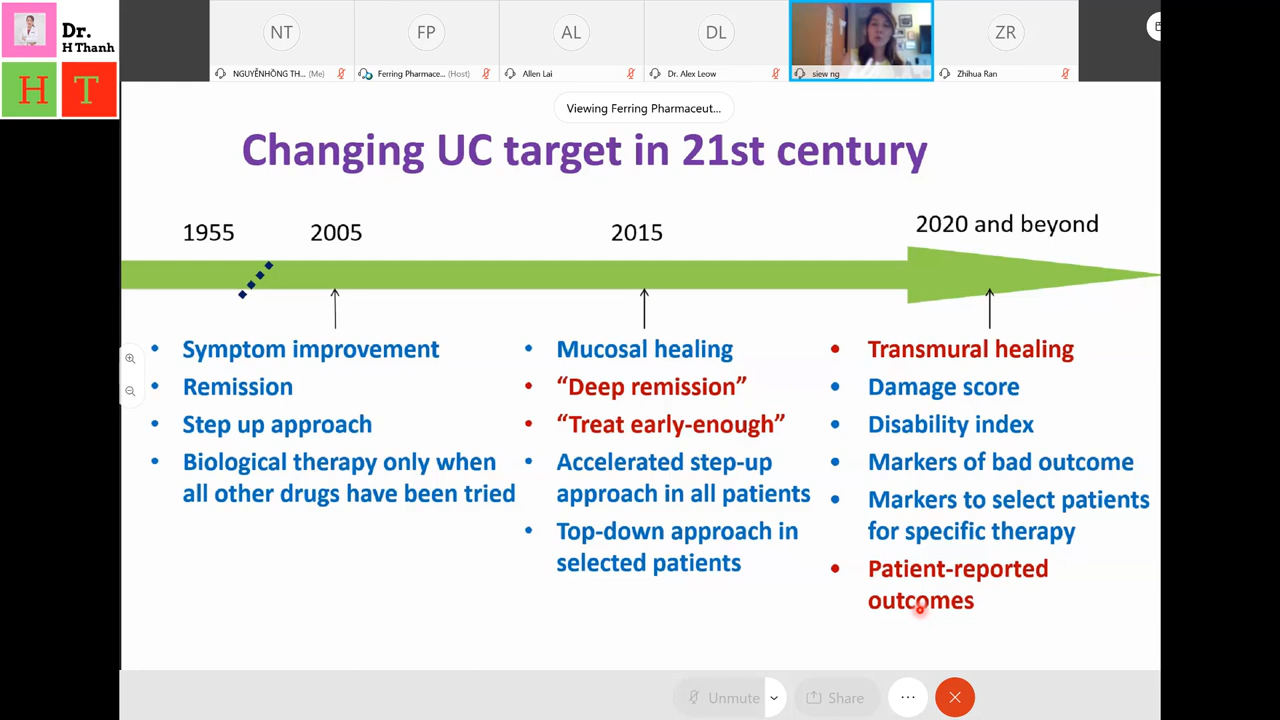 Dr.
H Thanh
H T
NT
FP
AL
DL
ZR
NGUYỄNHỒNG TH... (Me)
Ferring Pharmace... (Host)
Allen Lai
Dr. Alex Leow
siew ng
Zhihua Ran
Viewing Ferring Pharmaceut...
Changing UC target in 21st century
1955
2005
2015
2020 and beyond
• Symptom improvement
• Remission
• Step up approach
• Biological therapy only when
all other drugs have been tried
• Mucosal healing
• “Deep remission”
• “Treat early-enough”
• Accelerated step-up
approach in all patients
• Top-down approach in
selected patients
• Transmural healing
• Damage score
• Disability index
• Markers of bad outcome
• Markers to select patients
for specific therapy
• Patient-reported
outcomes
Unmute
Share